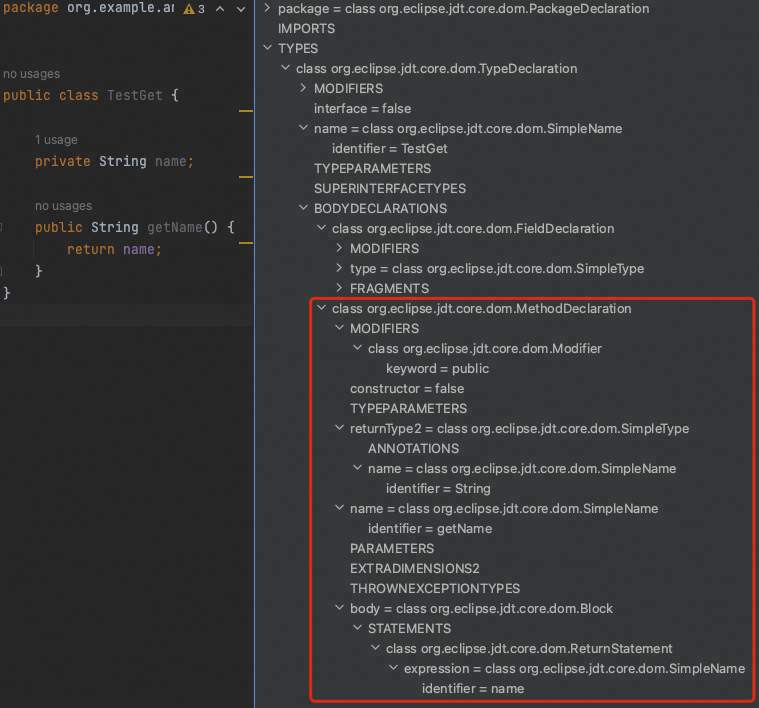 package org.example.ar 3
no usages
public class TestGet {
1 usage
private String name;
no usages
public String getName() {
return name;
}
}
package = class org.eclipse.jdt.core.dom.PackageDeclaration
IMPORTS
TYPES
class org.eclipse.jdt.core.dom.TypeDeclaration
MODIFIERS
interface = false
name = class org.eclipse.jdt.core.dom.SimpleName
identifier = TestGet
TYPEPARAMETERS
SUPERINTERFACETYPES
BODYDECLARATIONS
class org.eclipse.jdt.core.dom.FieldDeclaration
MODIFIERS
type = class org.eclipse.jdt.core.dom.SimpleType
FRAGMENTS
class org.eclipse.jdt.core.dom.MethodDeclaration
MODIFIERS
class org.eclipse.jdt.core.dom.Modifier
keyword = public
constructor = false
TYPEPARAMETERS
returnType2 = class org.eclipse.jdt.core.dom.SimpleType
ANNOTATIONS
name = class org.eclipse.jdt.core.dom.SimpleName
identifier = String
name = class org.eclipse.jdt.core.dom.SimpleName
identifier = getName
PARAMETERS
EXTRADIMENSIONS2
THROWNEXCEPTIONTYPES
body = class org.eclipse.jdt.core.dom.Block
STATEMENTS
class org.eclipse.jdt.core.dom.ReturnStatement
expression = class org.eclipse.jdt.core.dom.SimpleName
identifier = name